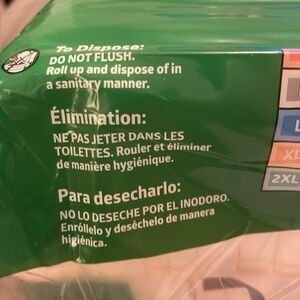 To Dispose:
DO NOT FLUSH.
Roll up and dispose of in
a sanitary manner.
Élimination:
NE PAS JETER DANS LES
TOILETTES. Rouler et éliminer
de manière hygiénique.
Para desecharlo:
NO LO DESECHE POR EL INODORO.
Enróllelo y deséchelo de manera
higiénica.
L
XL
2XL